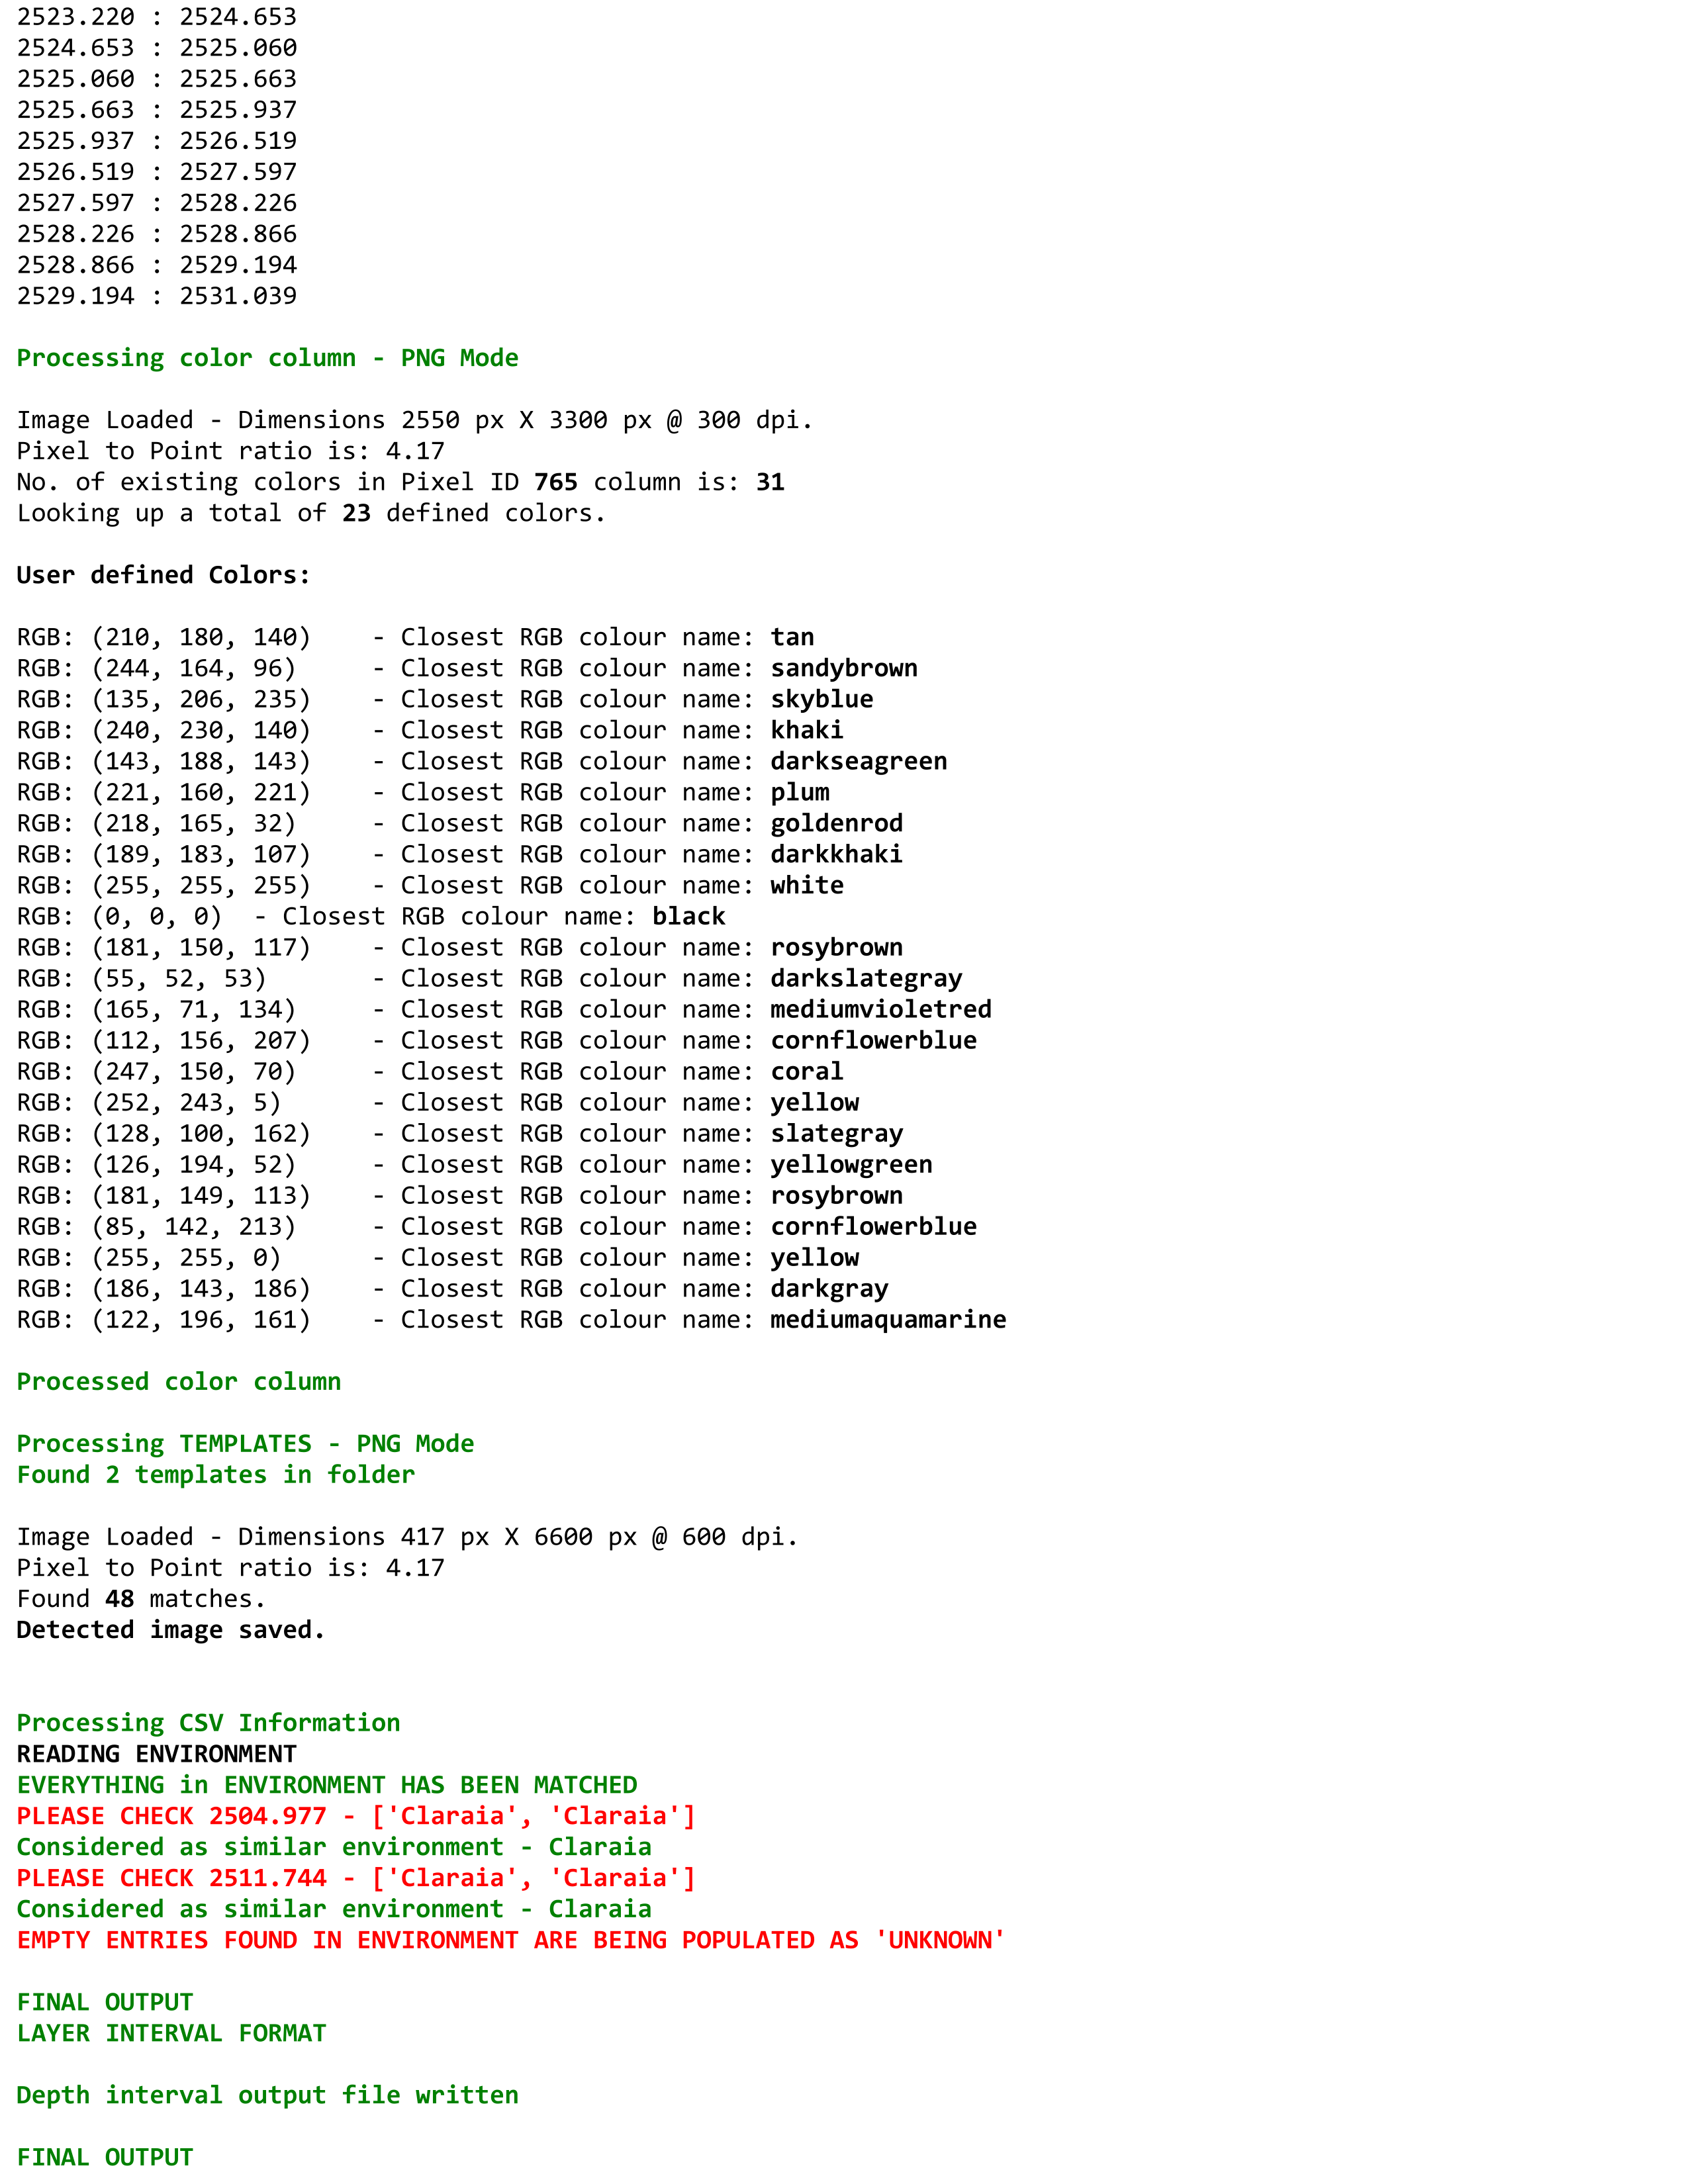 2523.220 : 2524.653
2524.653 : 2525.060
2525.060 : 2525.663
2525.663 : 2525.937
2525.937 : 2526.519
2526.519 : 2527.597
2527.597 : 2528.226
2528.226 : 2528.866
2528.866 : 2529.194
2529.194 : 2531.039
Processing color column - PNG Mode
Image Loaded - Dimensions 2550 px X 3300 px @ 300 dpi.
Pixel to Point ratio is: 4.17
No. of existing colors in Pixel ID 765 column is: 31
Looking up a total of 23 defined colors.
User defined Colors:
RGB: (210, 180, 140) - Closest RGB colour name: tan
RGB: (244, 164, 96) - Closest RGB colour name: sandybrown
RGB: (135, 206, 235) - Closest RGB colour name: skyblue
RGB: (240, 230, 140) - Closest RGB colour name: khaki
RGB: (143, 188, 143) - Closest RGB colour name: darkseagreen
RGB: (221, 160, 221) - Closest RGB colour name: plum
RGB: (218, 165, 32) - Closest RGB colour name: goldenrod
RGB: (189, 183, 107) - Closest RGB colour name: darkkhaki
RGB: (255, 255, 255) - Closest RGB colour name: white
RGB: (0, 0, 0) - Closest RGB colour name: black
RGB: (181, 150, 117) - Closest RGB colour name: rosybrown
RGB: (55, 52, 53) - Closest RGB colour name: darkslategray
RGB: (165, 71, 134) - Closest RGB colour name: mediumvioletred
RGB: (112, 156, 207) - Closest RGB colour name: cornflowerblue
RGB: (247, 150, 70) - Closest RGB colour name: coral
RGB: (252, 243, 5) - Closest RGB colour name: yellow
RGB: (128, 100, 162) - Closest RGB colour name: slategray
RGB: (126, 194, 52) - Closest RGB colour name: yellowgreen
RGB: (181, 149, 113) - Closest RGB colour name: rosybrown
RGB: (85, 142, 213) - Closest RGB colour name: cornflowerblue
RGB: (255, 255, 0) - Closest RGB colour name: yellow
RGB: (186, 143, 186) - Closest RGB colour name: darkgray
RGB: (122, 196, 161) - Closest RGB colour name: mediumaquamarine
Processed color column
Processing TEMPLATES - PNG Mode
Found 2 templates in folder
Image Loaded - Dimensions 417 px X 6600 px @ 600 dpi.
Pixel to Point ratio is: 4.17
Found 48 matches.
Detected image saved.
Processing CSV Information
READING ENVIRONMENT
EVERYTHING in ENVIRONMENT HAS BEEN MATCHED
PLEASE CHECK 2504.977 - ['Claraia', 'Claraia']
Considered as similar environment - Claraia
PLEASE CHECK 2511.744 - ['Claraia', 'Claraia']
Considered as similar environment - Claraia
EMPTY ENTRIES FOUND IN ENVIRONMENT ARE BEING POPULATED AS 'UNKNOWN'
FINAL OUTPUT
LAYER INTERVAL FORMAT
Depth interval output file written
FINAL OUTPUT